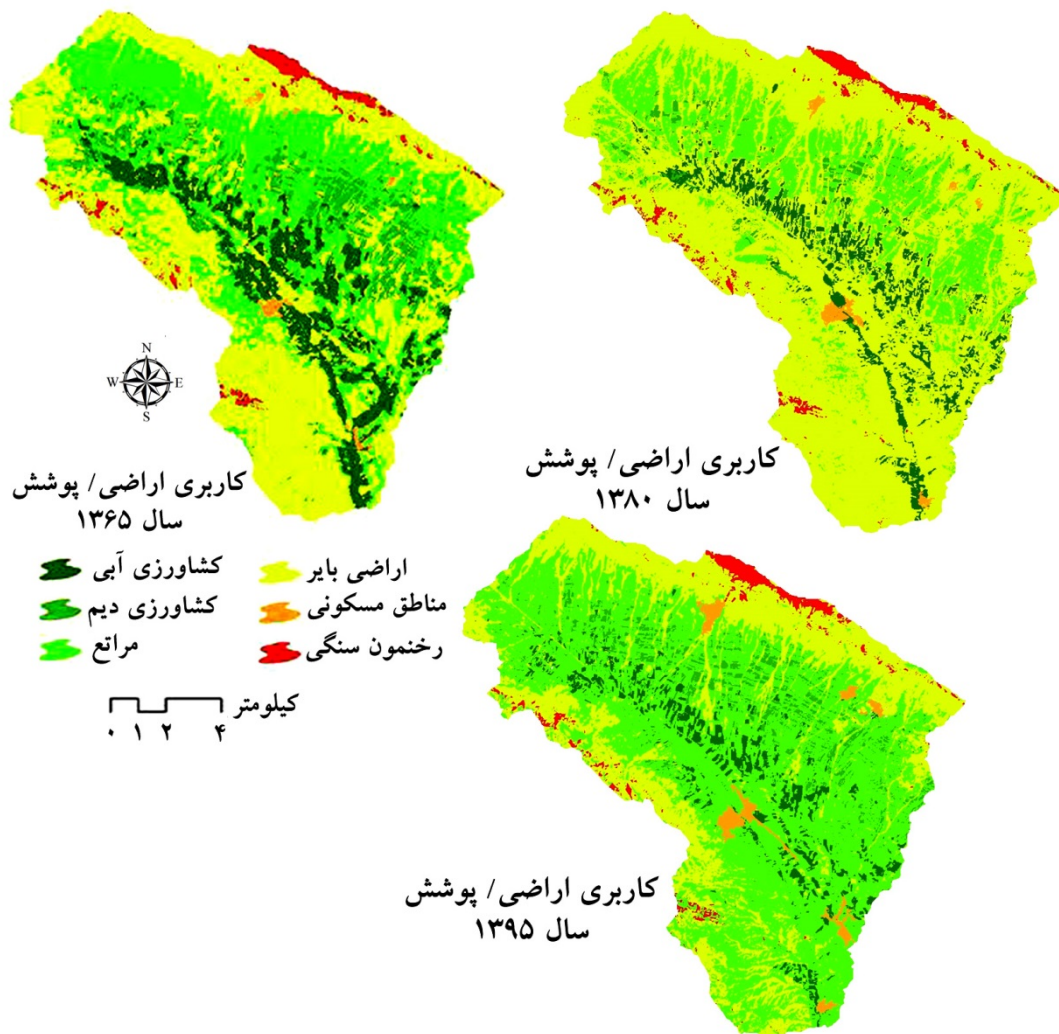 N
W E
S
کاربری اراضی/ پوشش
سال ۱۳۶۵
کاربری اراضی/ پوشش
سال ۱۳۸۰
کشاورزی آبی
اراضی بایر
کشاورزی دیم
مناطق مسکونی
مراتع
رخنمون سنگی
کیلومتر
۰ ۱ ۲ ۴
کاربری اراضی/ پوشش
سال ۱۳۹۵